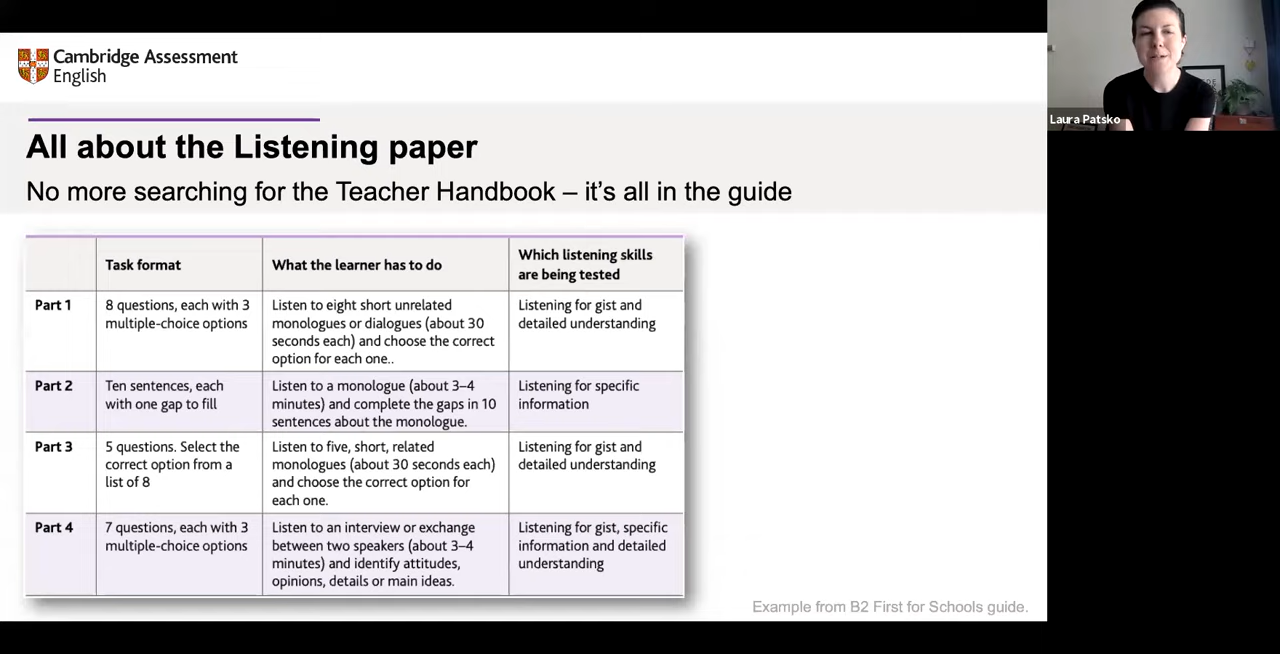 Cambridge Assessment
English
All about the Listening paper
No more searching for the Teacher Handbook – it’s all in the guide
Task format
What the learner has to do
Which listening skills
are being tested
Part 1
8 questions, each with 3
multiple-choice options
Listen to eight short unrelated
monologues or dialogues (about 30
seconds each) and choose the correct
option for each one..
Listening for gist and
detailed understanding
Part 2
Ten sentences, each
with one gap to fill
Listen to a monologue (about 3–4
minutes) and complete the gaps in 10
sentences about the monologue.
Listening for specific
information
Part 3
5 questions. Select the
correct option from a
list of 8
Listen to five, short, related
monologues (about 30 seconds each)
and choose the correct option for
each one.
Listening for gist and
detailed understanding
Part 4
7 questions, each with 3
multiple-choice options
Listen to an interview or exchange
between two speakers (about 3–4
minutes) and identify attitudes,
opinions, details or main ideas.
Listening for gist, specific
information and detailed
understanding
Example from B2 First for Schools guide.
Laura Patsko